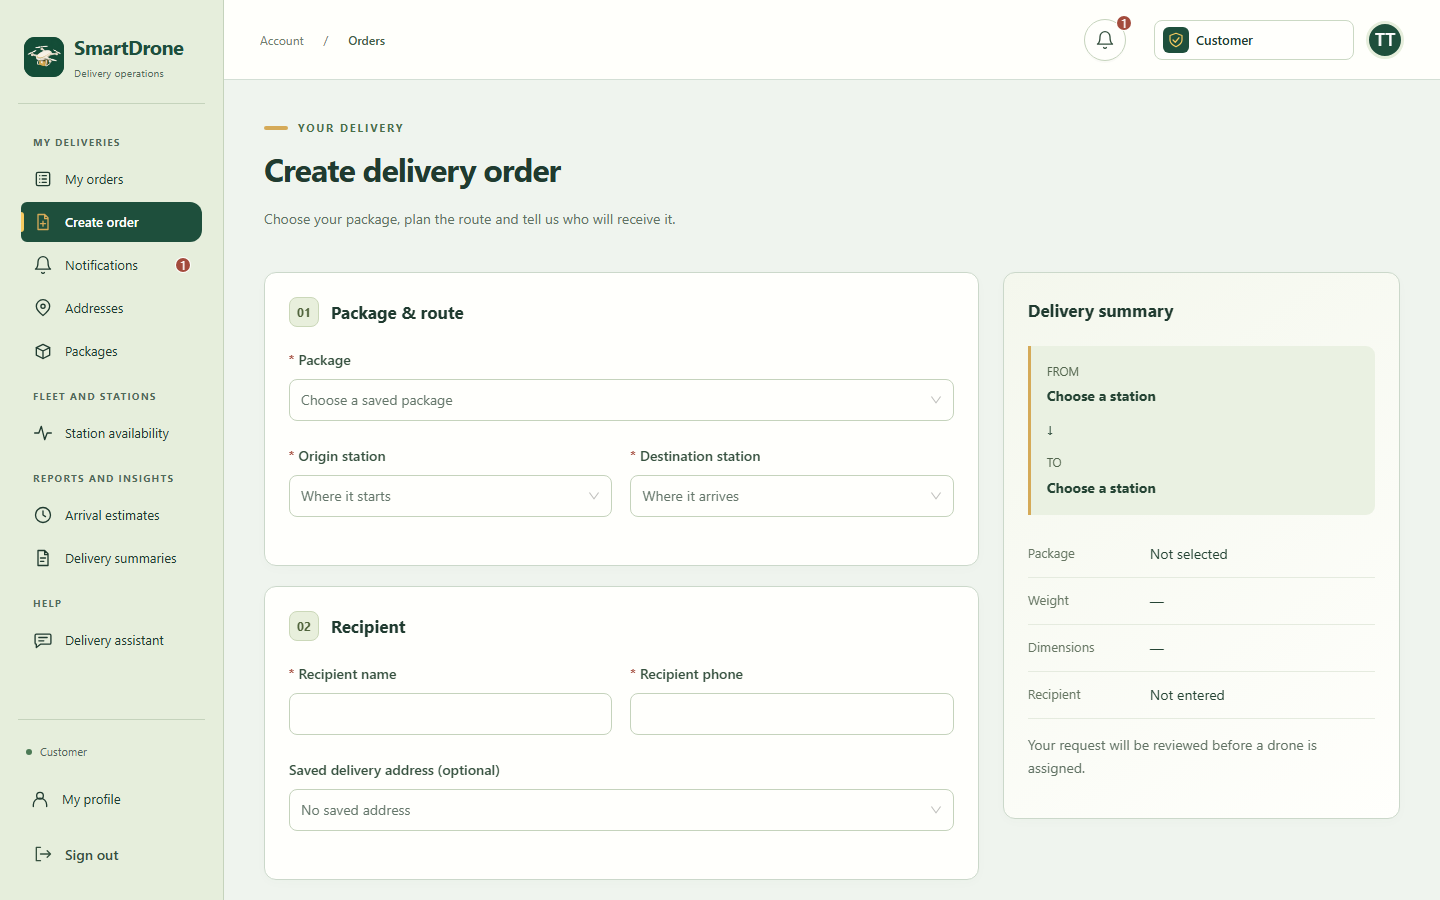 SmartDrone
Delivery operations
MY DELIVERIES
My orders
Create order
Notifications 1
Addresses
Packages
FLEET AND STATIONS
Station availability
REPORTS AND INSIGHTS
Arrival estimates
Delivery summaries
HELP
Delivery assistant
Customer
My profile
Sign out
Account / Orders
1
Customer
TT
YOUR DELIVERY
Create delivery order
Choose your package, plan the route and tell us who will receive it.
01 Package & route
* Package
Choose a saved package
* Origin station * Destination station
Where it starts Where it arrives
02 Recipient
* Recipient name * Recipient phone
Saved delivery address (optional)
No saved address
Delivery summary
FROM
Choose a station
↓
TO
Choose a station
Package Not selected
Weight —
Dimensions —
Recipient Not entered
Your request will be reviewed before a drone is
assigned.